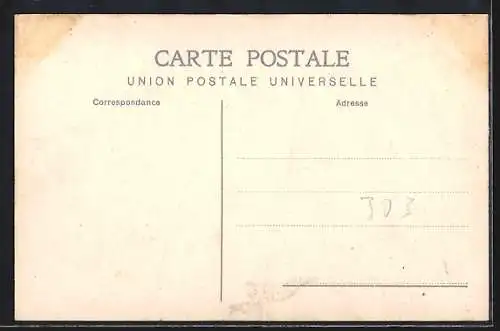 CARTE POSTALE
UNION POSTALE UNIVERSELLE
Correspondance
Adresse
303